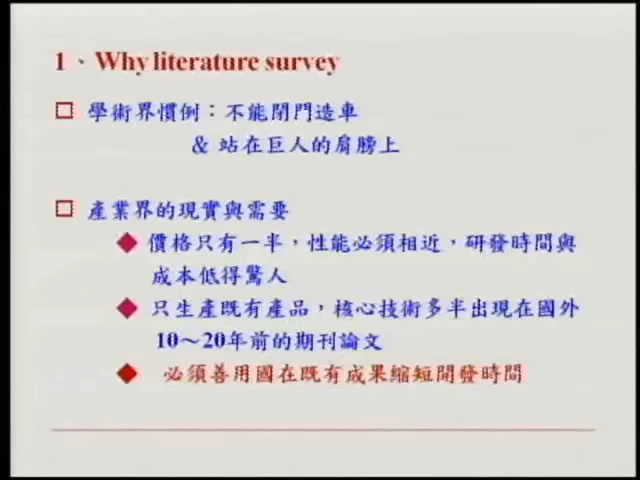 1、Why literature survey
學術界慣例：不能閉門造車
& 站在巨人的肩膀上
產業界的現實與需要
價格只有一半，性能必須相近，研發時間與
成本低得驚人
只生產既有產品，核心技術多半出現在國外
10～20年前的期刊論文
必須善用國在既有成果縮短開發時間